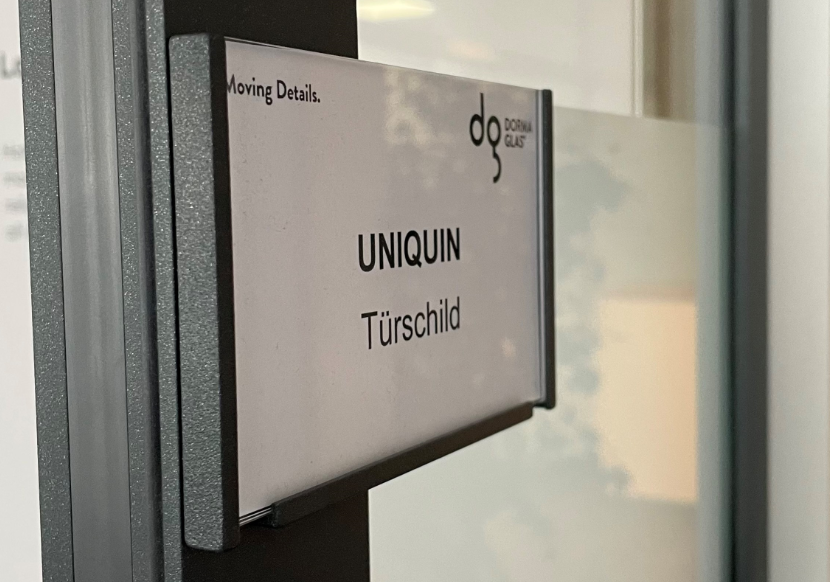 Moving Details.
dg DORMA
GLAS®
UNIQUIN
Türschild